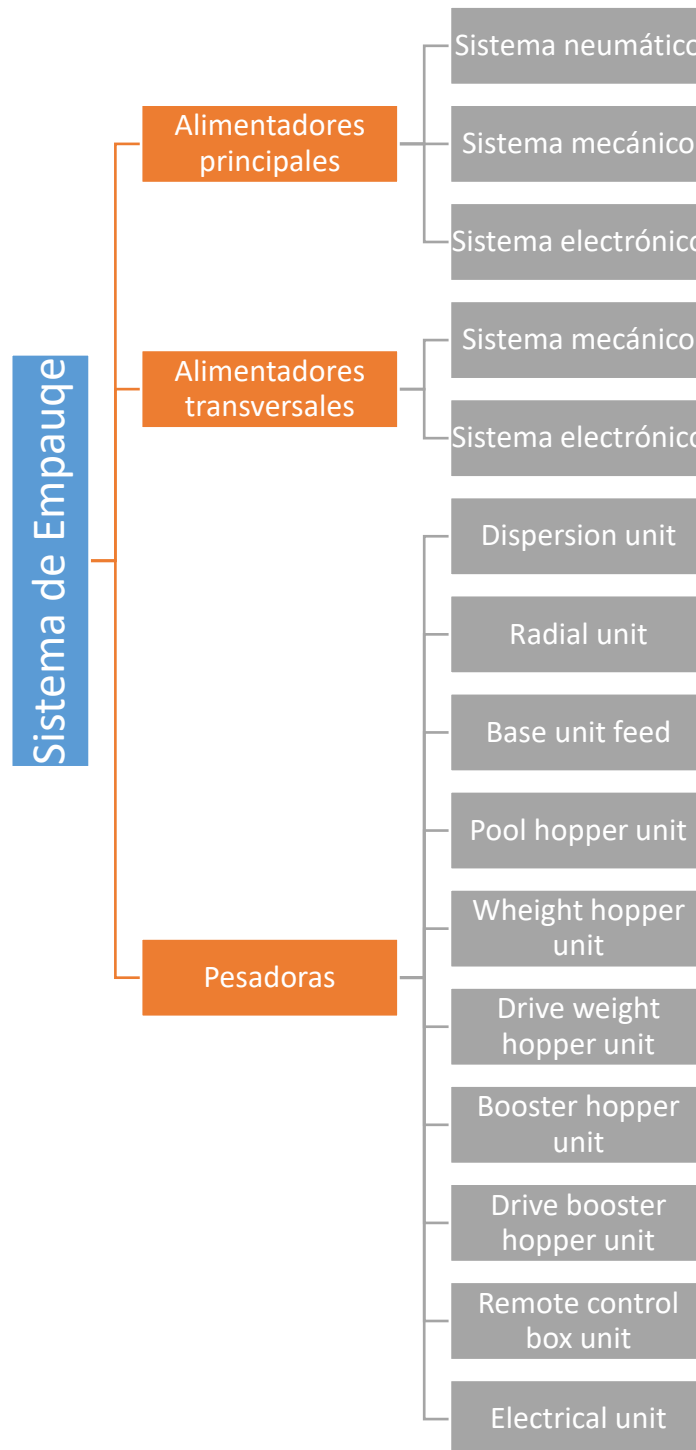 Sistema de Empauqe
Alimentadores
principales
Sistema neumático
Sistema mecánico
Sistema electrónico
Alimentadores
transversales
Sistema mecánico
Sistema electrónico
Pesadoras
Dispersion unit
Radial unit
Base unit feed
Pool hopper unit
Wheight hopper
unit
Drive weight
hopper unit
Booster hopper
unit
Drive booster
hopper unit
Remote control
box unit
Electrical unit